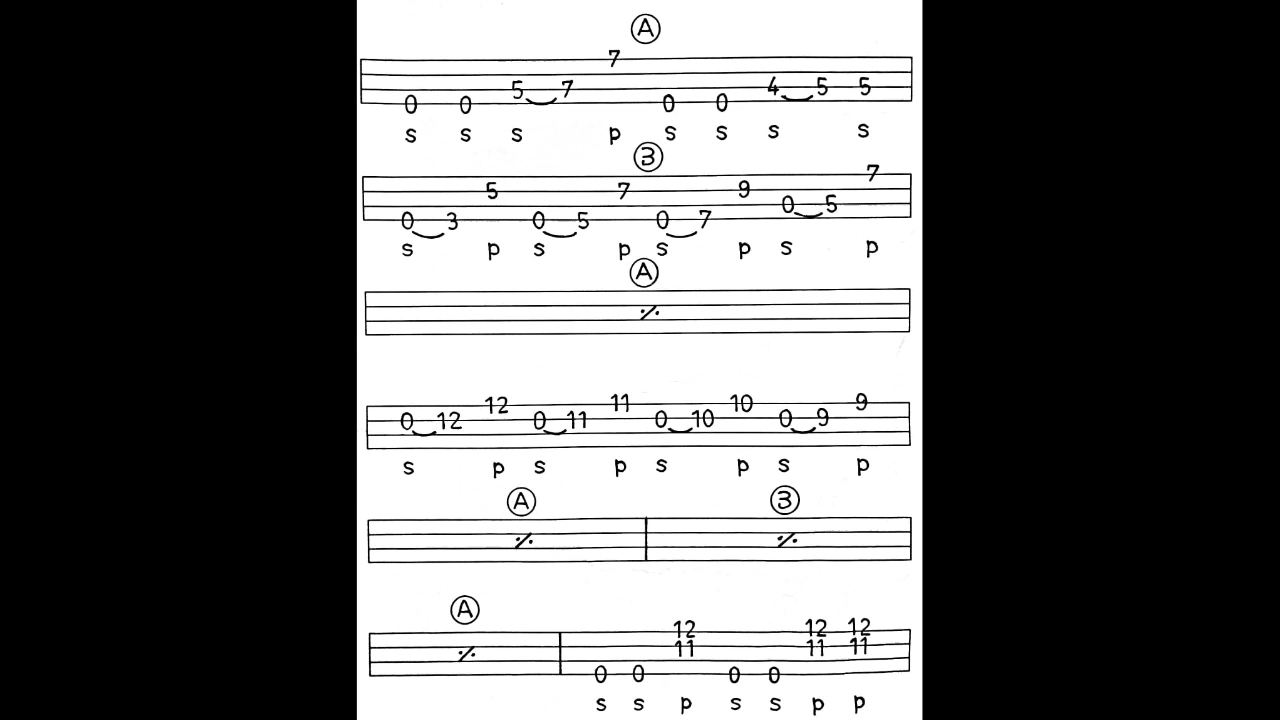 Ⓐ
7
5 7 4 5 5
0 0 0 0
s s s p s s s s
Ⓑ
7
5 7 9
0 5
0 3 0 5 0 7
s p s p s p s p
Ⓐ
٪
12 11 10 9
0 12 0 11 0 10 0 9
s p s p s p s p
Ⓐ Ⓑ
٪ ٪
Ⓐ
12 12 12
٪ 11 11 11
0 0 0 0
s s p s s p p